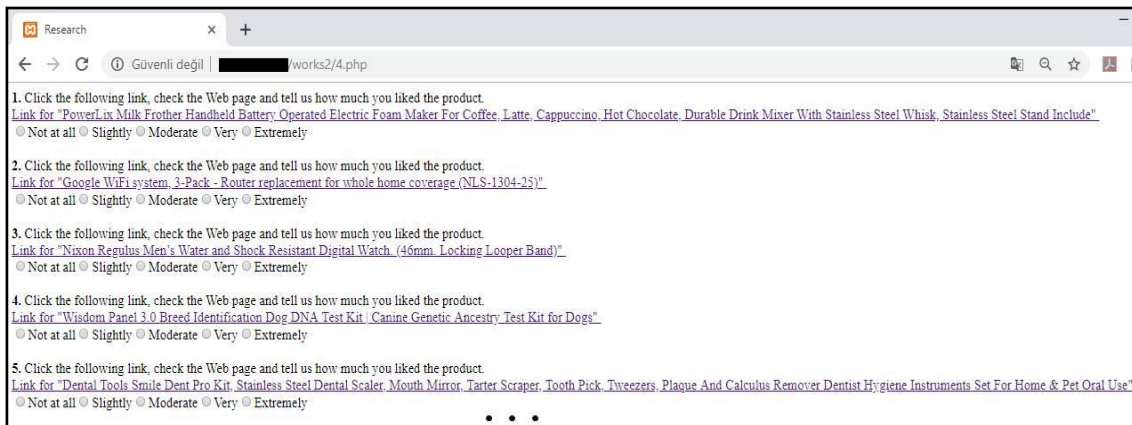 Research
Güvenli değil | /works2/4.php
1. Click the following link, check the Web page and tell us how much you liked the product.
Link for "PowerLix Milk Frother Handheld Battery Operated Electric Foam Maker For Coffee, Latte, Cappuccino, Hot Chocolate, Durable Drink Mixer With Stainless Steel Whisk, Stainless Steel Stand Include"
Not at all Slightly Moderate Very Extremely
2. Click the following link, check the Web page and tell us how much you liked the product.
Link for "Google WiFi system, 3-Pack - Router replacement for whole home coverage (NLS-1304-25)"
Not at all Slightly Moderate Very Extremely
3. Click the following link, check the Web page and tell us how much you liked the product.
Link for "Nixon Regulus Men's Water and Shock Resistant Digital Watch. (46mm. Locking Looper Band)"
Not at all Slightly Moderate Very Extremely
4. Click the following link, check the Web page and tell us how much you liked the product.
Link for "Wisdom Panel 3.0 Breed Identification Dog DNA Test Kit | Canine Genetic Ancestry Test Kit for Dogs"
Not at all Slightly Moderate Very Extremely
5. Click the following link, check the Web page and tell us how much you liked the product.
Link for "Dental Tools Smile Dent Pro Kit, Stainless Steel Dental Scaler, Mouth Mirror, Tarter Scraper, Tooth Pick, Tweezers, Plaque And Calculus Remover Dentist Hygiene Instruments Set For Home & Pet Oral Use"
Not at all Slightly Moderate Very Extremely
• • •